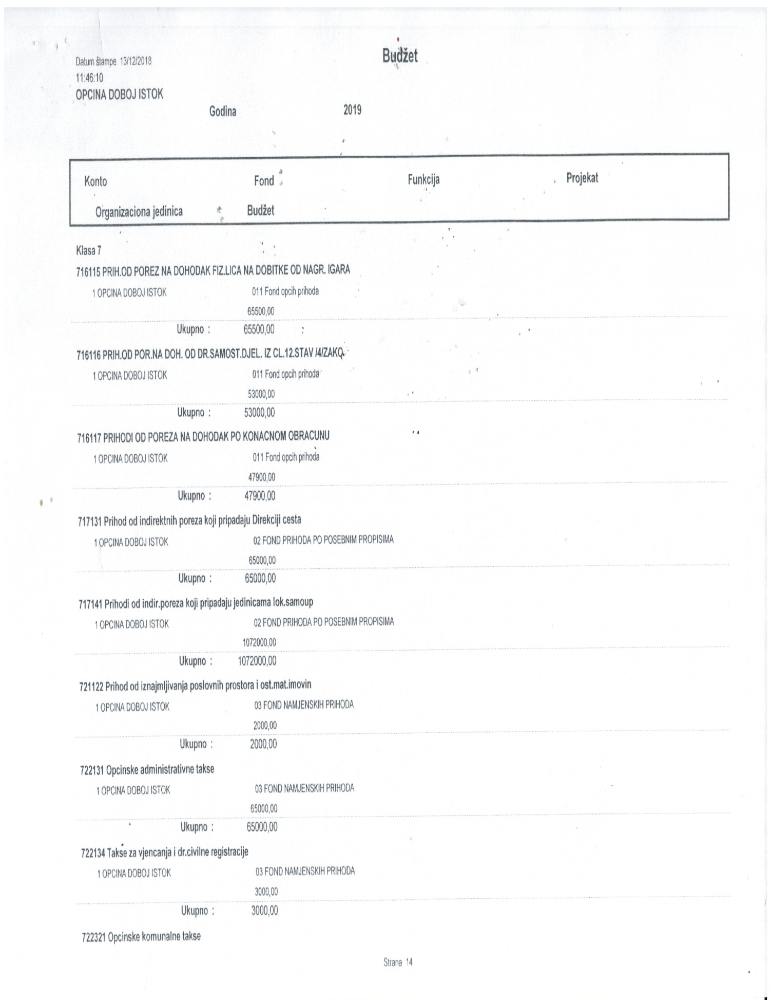 Budžet
Datum štampe 13/12/2018
11:46:10
OPCINA DOBOJ ISTOK
Godina 2019
Konto Fond Funkcija Projekat
Organizaciona jedinica Budžet
Klasa 7
716115 PRIH.OD POREZ NA DOHODAK FIZ.LICA NA DOBITKE OD NAGR. IGARA
1 OPCINA DOBOJ ISTOK 011 Fond opcih prihoda
65500,00
Ukupno : 65500,00
716116 PRIH.OD POR.NA DOH. OD DR.SAMOST.DJEL. IZ CL.12.STAV /4/ZAKO.
1 OPCINA DOBOJ ISTOK 011 Fond opcih prihoda
53000,00
Ukupno : 53000,00
716117 PRIHODI OD POREZA NA DOHODAK PO KONACNOM OBRACUNU
1 OPCINA DOBOJ ISTOK 011 Fond opcih prihoda
47900,00
Ukupno : 47900,00
717131 Prihod od indirektnih poreza koji pripadaju Direkciji cesta
1 OPCINA DOBOJ ISTOK 02 FOND PRIHODA PO POSEBNIM PROPISIMA
65000,00
Ukupno : 65000,00
717141 Prihodi od indir.poreza koji pripadaju jedinicama lok.samoup
1 OPCINA DOBOJ ISTOK 02 FOND PRIHODA PO POSEBNIM PROPISIMA
1072000,00
Ukupno : 1072000,00
721122 Prihod od iznajmljivanja poslovnih prostora i ost.mat.imovin
1 OPCINA DOBOJ ISTOK 03 FOND NAMJENSKIH PRIHODA
2000,00
Ukupno : 2000,00
722131 Opcinske administrativne takse
1 OPCINA DOBOJ ISTOK 03 FOND NAMJENSKIH PRIHODA
65000,00
Ukupno : 65000,00
722134 Takse za vjencanja i dr.civilne registracije
1 OPCINA DOBOJ ISTOK 03 FOND NAMJENSKIH PRIHODA
3000,00
Ukupno : 3000,00
722321 Opcinske komunalne takse
Strana 14